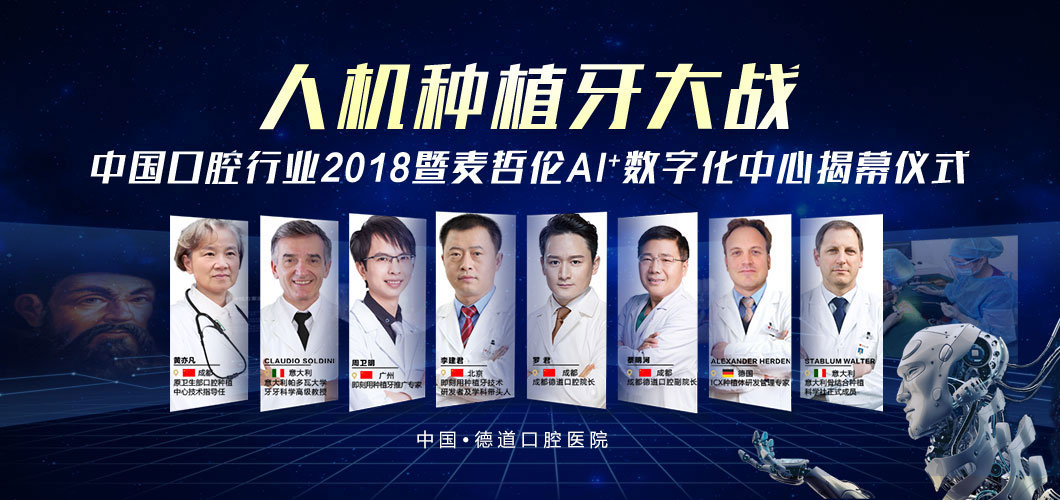 人机种植牙大战
中国口腔行业2018暨麦哲伦AI+数字化中心揭幕仪式
黄亦凡
成都
原卫生部口腔种植
中心技术指导任
CLAUDIO SOLDINI
意大利
意大利帕多瓦大学
牙牙科学高级教授
周卫明
广州
即刻用种植牙推广专家
李建君
北京
即刻用种植牙技术
研发者及学科带头人
罗 君
成都
成都德道口腔院长
成都
成都德道口腔副院长
ALEXANDER HERDEN
德国
ICX种植体研发管理专家
STABLUM WALTER
意大利
意大利骨结合种植
科学社正式成员
中国·德道口腔医院